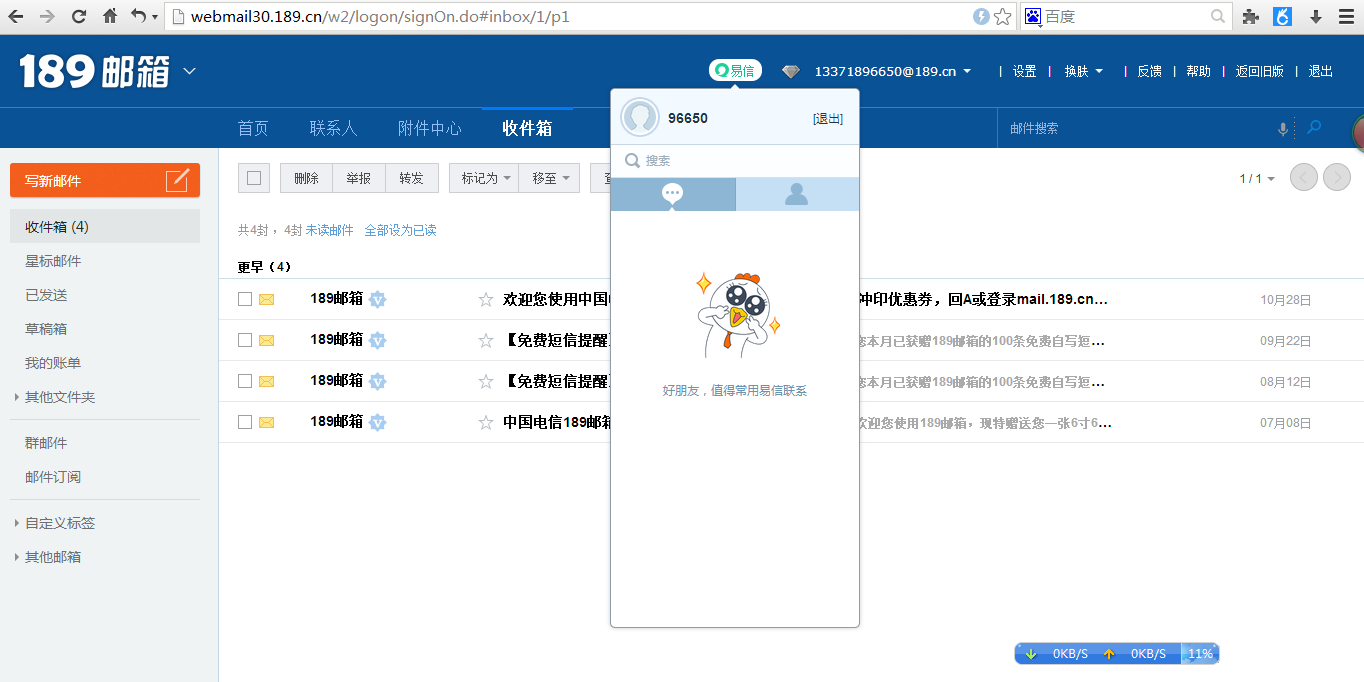 webmail30.189.cn/w2/logon/signOn.do#inbox/1/p1
百度
189邮箱
易信
13371896650@189.cn
设置
换肤
反馈
帮助
返回旧版
退出
首页
联系人
附件中心
收件箱
邮件搜索
96650
[退出]
搜索
好朋友，值得常用易信联系
写新邮件
收件箱 (4)
星标邮件
已发送
草稿箱
我的账单
其他文件夹
群邮件
邮件订阅
自定义标签
其他邮箱
删除
举报
转发
标记为
移至
1 / 1
共4封，4封 未读邮件 全部设为已读
更早（4）
189邮箱 欢迎您使用中国 冲印优惠券，回A或登录mail.189.cn... 10月28日
189邮箱 【免费短信提醒 本月已获赠189邮箱的100条免费自写短... 09月22日
189邮箱 【免费短信提醒 本月已获赠189邮箱的100条免费自写短... 08月12日
189邮箱 中国电信189邮箱 欢迎您使用189邮箱，现特赠送您一张6寸6... 07月08日
0KB/S 0KB/S 11%